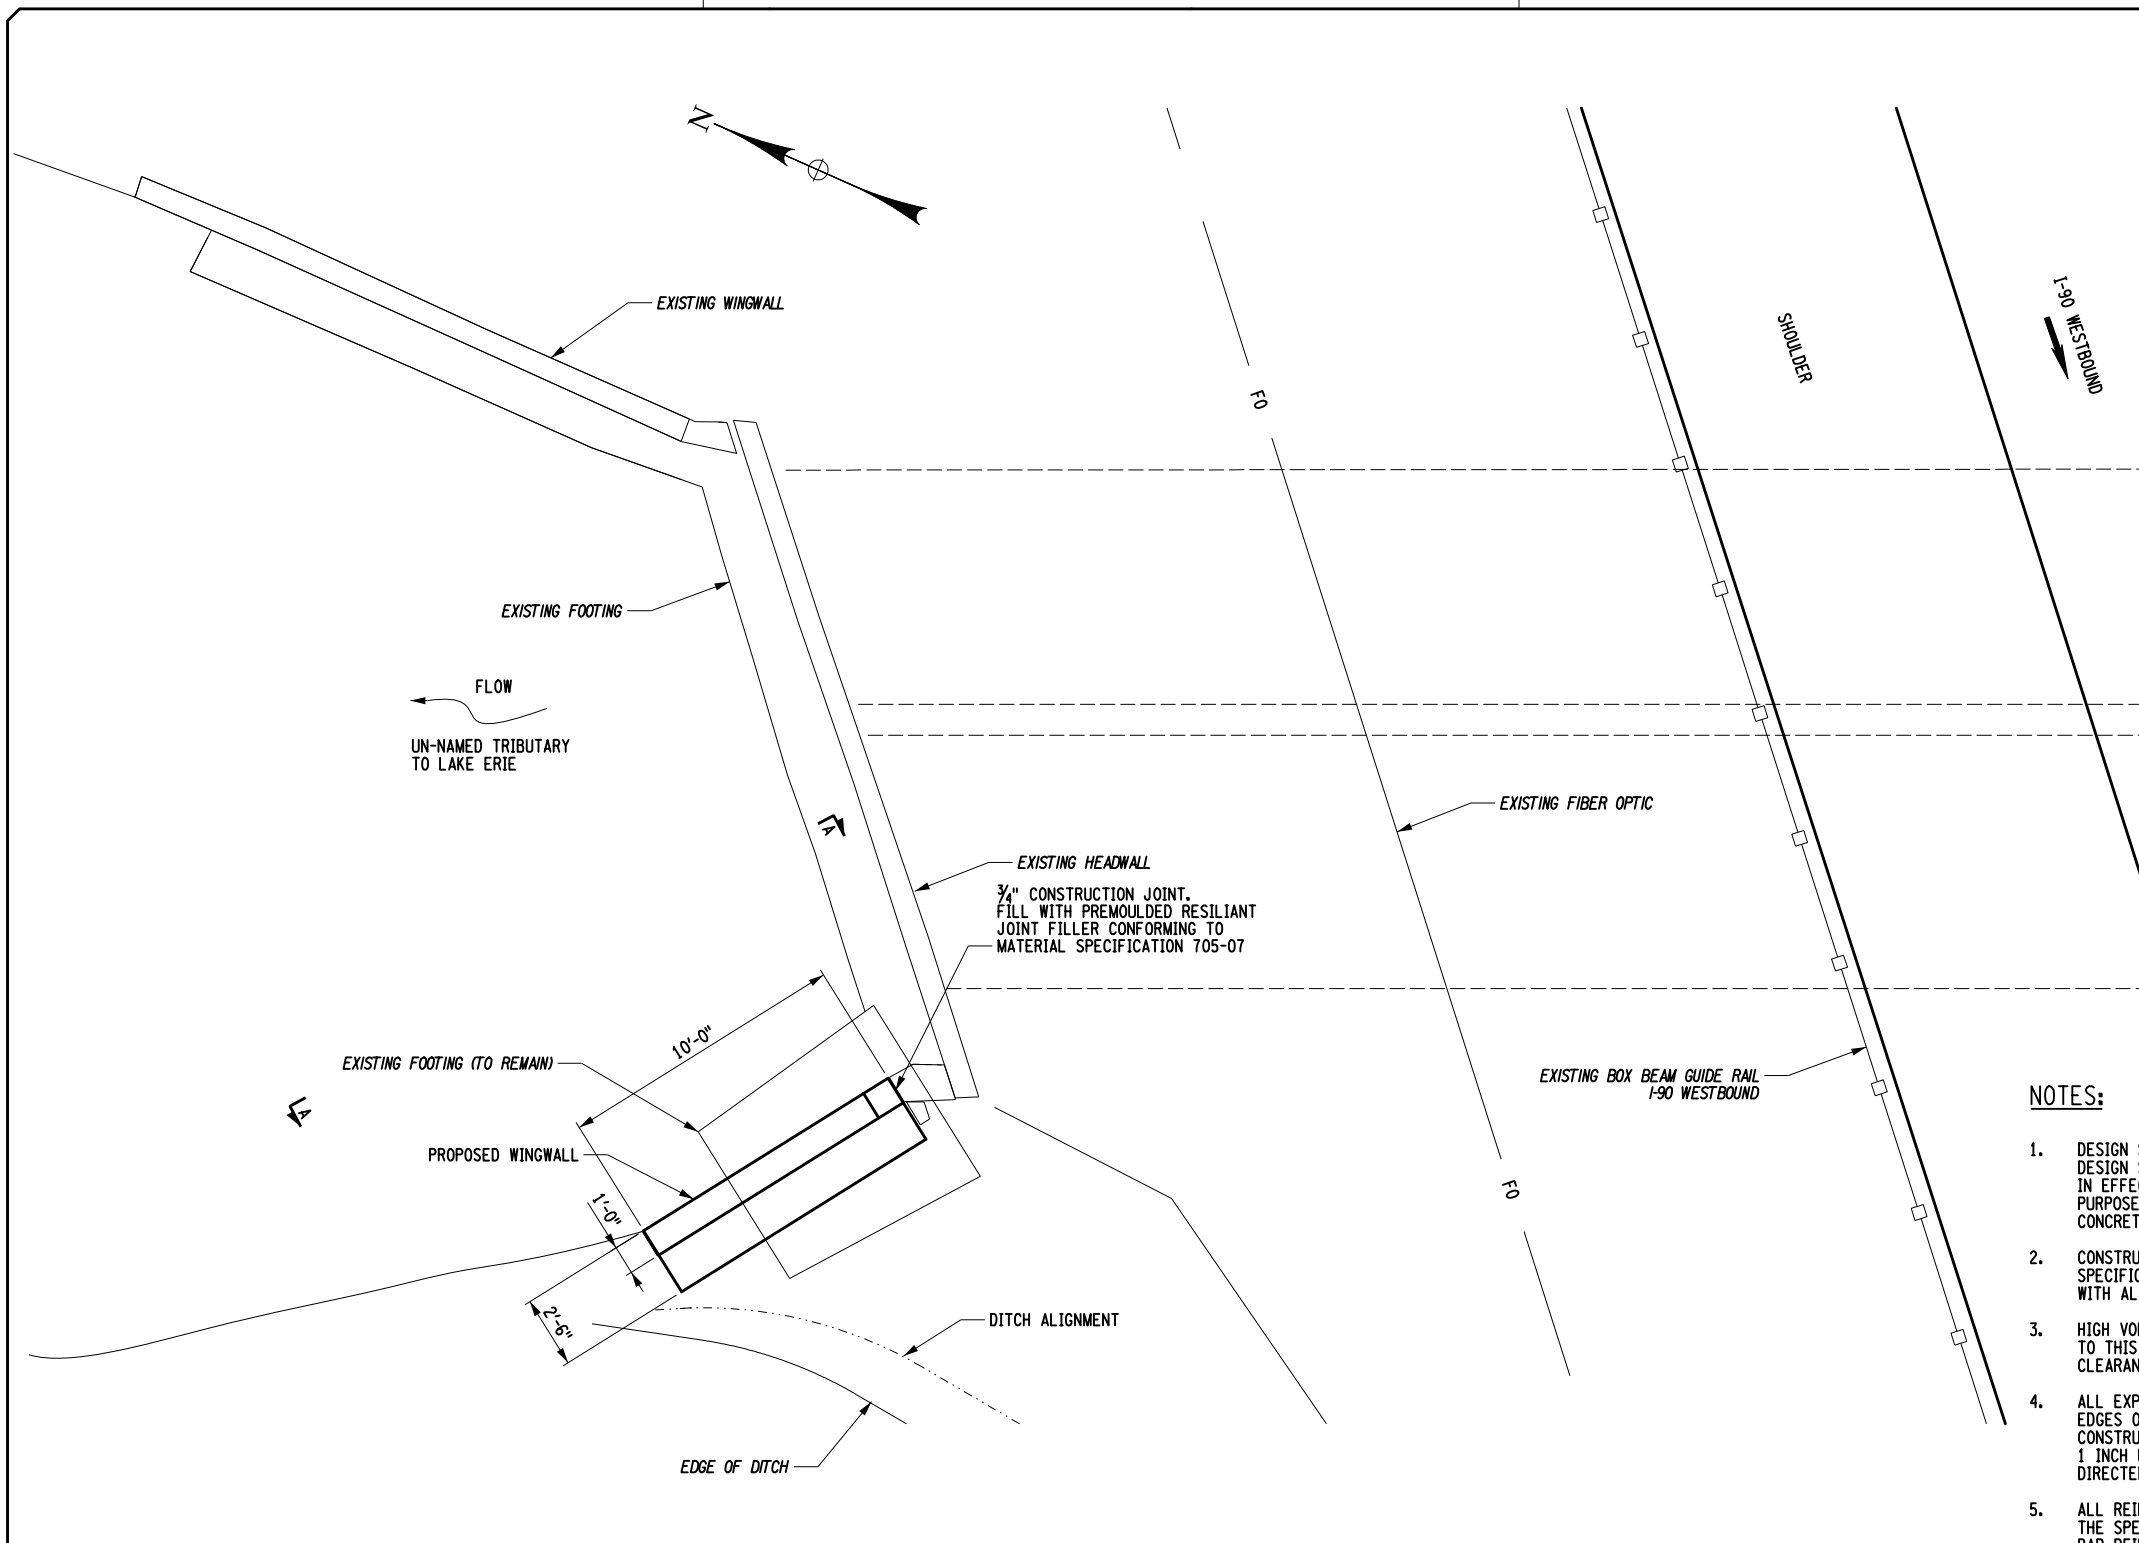 N
EXISTING WINGWALL
I-90 WESTBOUND
SHOULDER
FO
EXISTING FOOTING
FLOW
UN-NAMED TRIBUTARY
TO LAKE ERIE
EXISTING FIBER OPTIC
A
EXISTING HEADWALL
3/4" CONSTRUCTION JOINT.
FILL WITH PREMOULDED RESILIANT
JOINT FILLER CONFORMING TO
MATERIAL SPECIFICATION 705-07
10'-0"
EXISTING FOOTING (TO REMAIN)
EXISTING BOX BEAM GUIDE RAIL
I-90 WESTBOUND
A
PROPOSED WINGWALL
1'-0"
FO
2'-6"
DITCH ALIGNMENT
EDGE OF DITCH
NOTES:
1. DESIGN
DESIGN
IN EFFE
PURPOSE
CONCRET
2. CONSTRU
SPECIFIC
WITH AL
3. HIGH VO
TO THIS
CLEARAN
4. ALL EXP
EDGES O
CONSTRU
1 INCH
DIRECTE
5. ALL REI
THE SPE